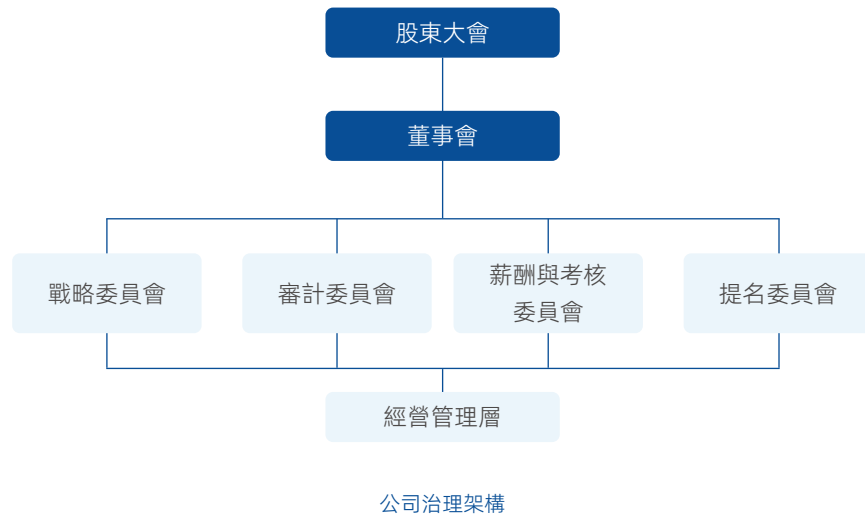 股東大會
董事會
戰略委員會
審計委員會
薪酬與考核
委員會
提名委員會
經營管理層
公司治理架構